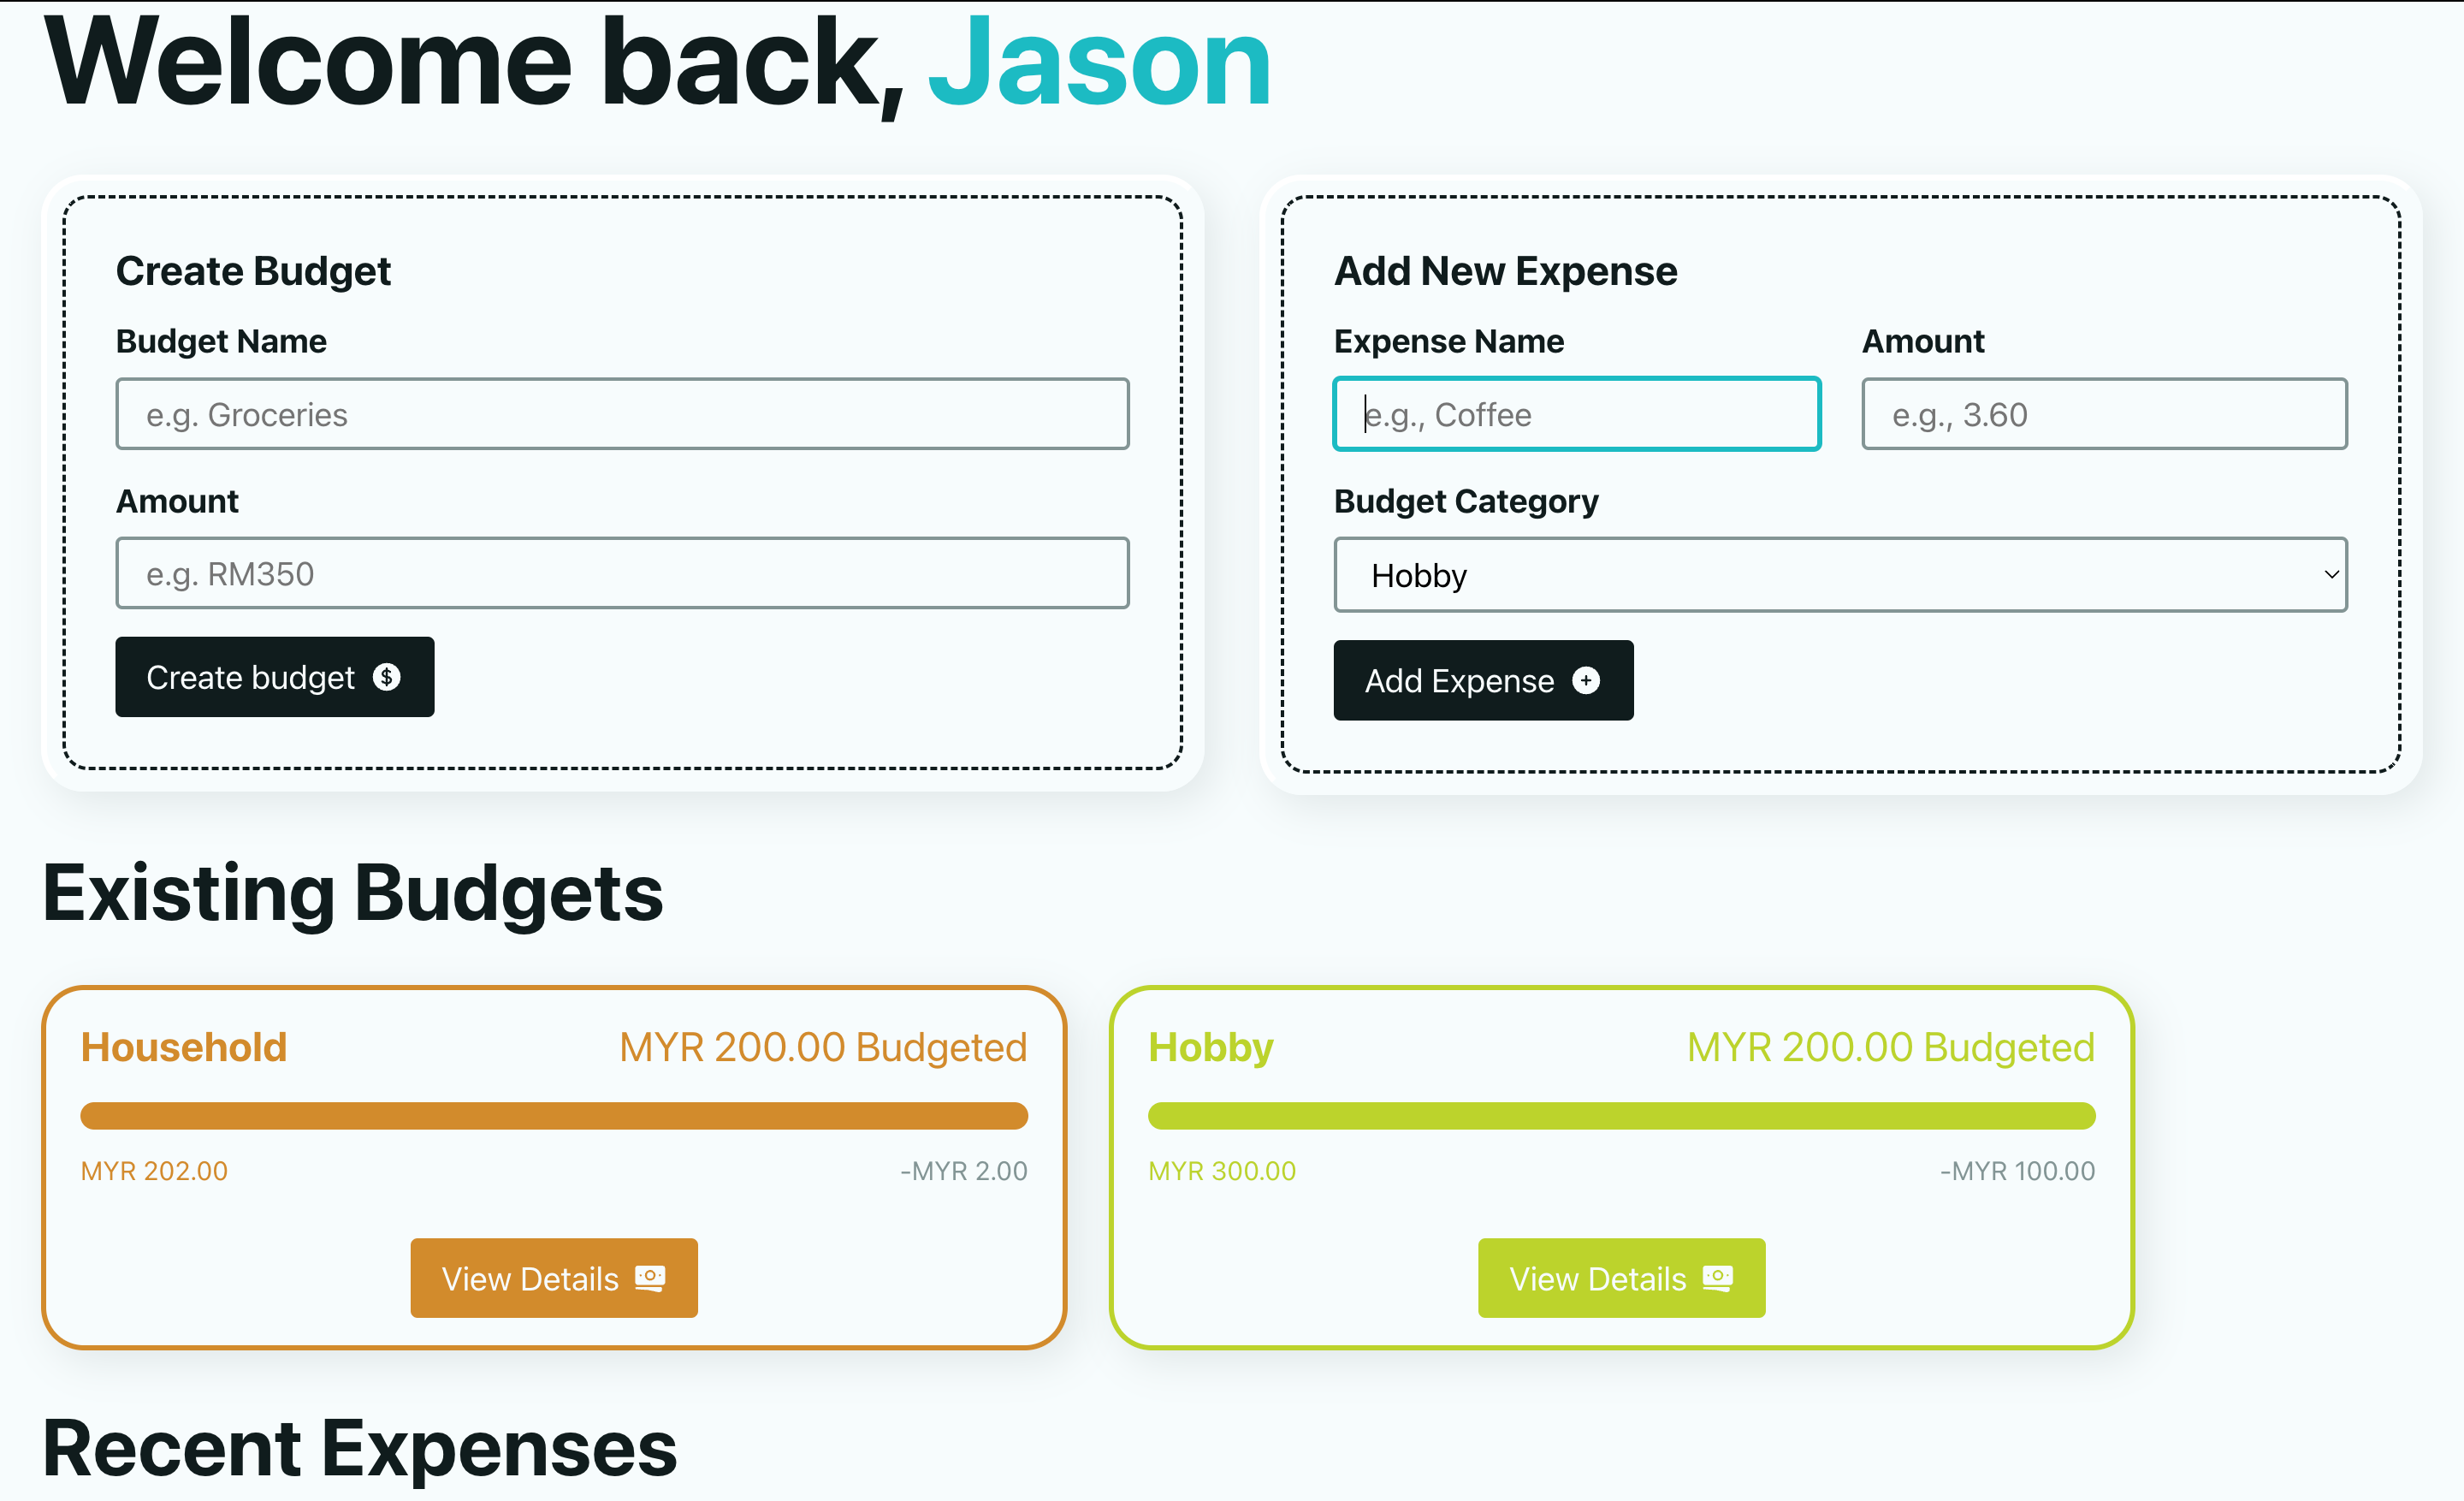 Welcome back, Jason
Create Budget
Budget Name
e.g. Groceries
Amount
e.g. RM350
Create budget
Add New Expense
Expense Name
Amount
e.g., Coffee
e.g., 3.60
Budget Category
Hobby
Add Expense
Existing Budgets
Household
MYR 200.00 Budgeted
MYR 202.00
-MYR 2.00
View Details
Hobby
MYR 200.00 Budgeted
MYR 300.00
-MYR 100.00
View Details
Recent Expenses